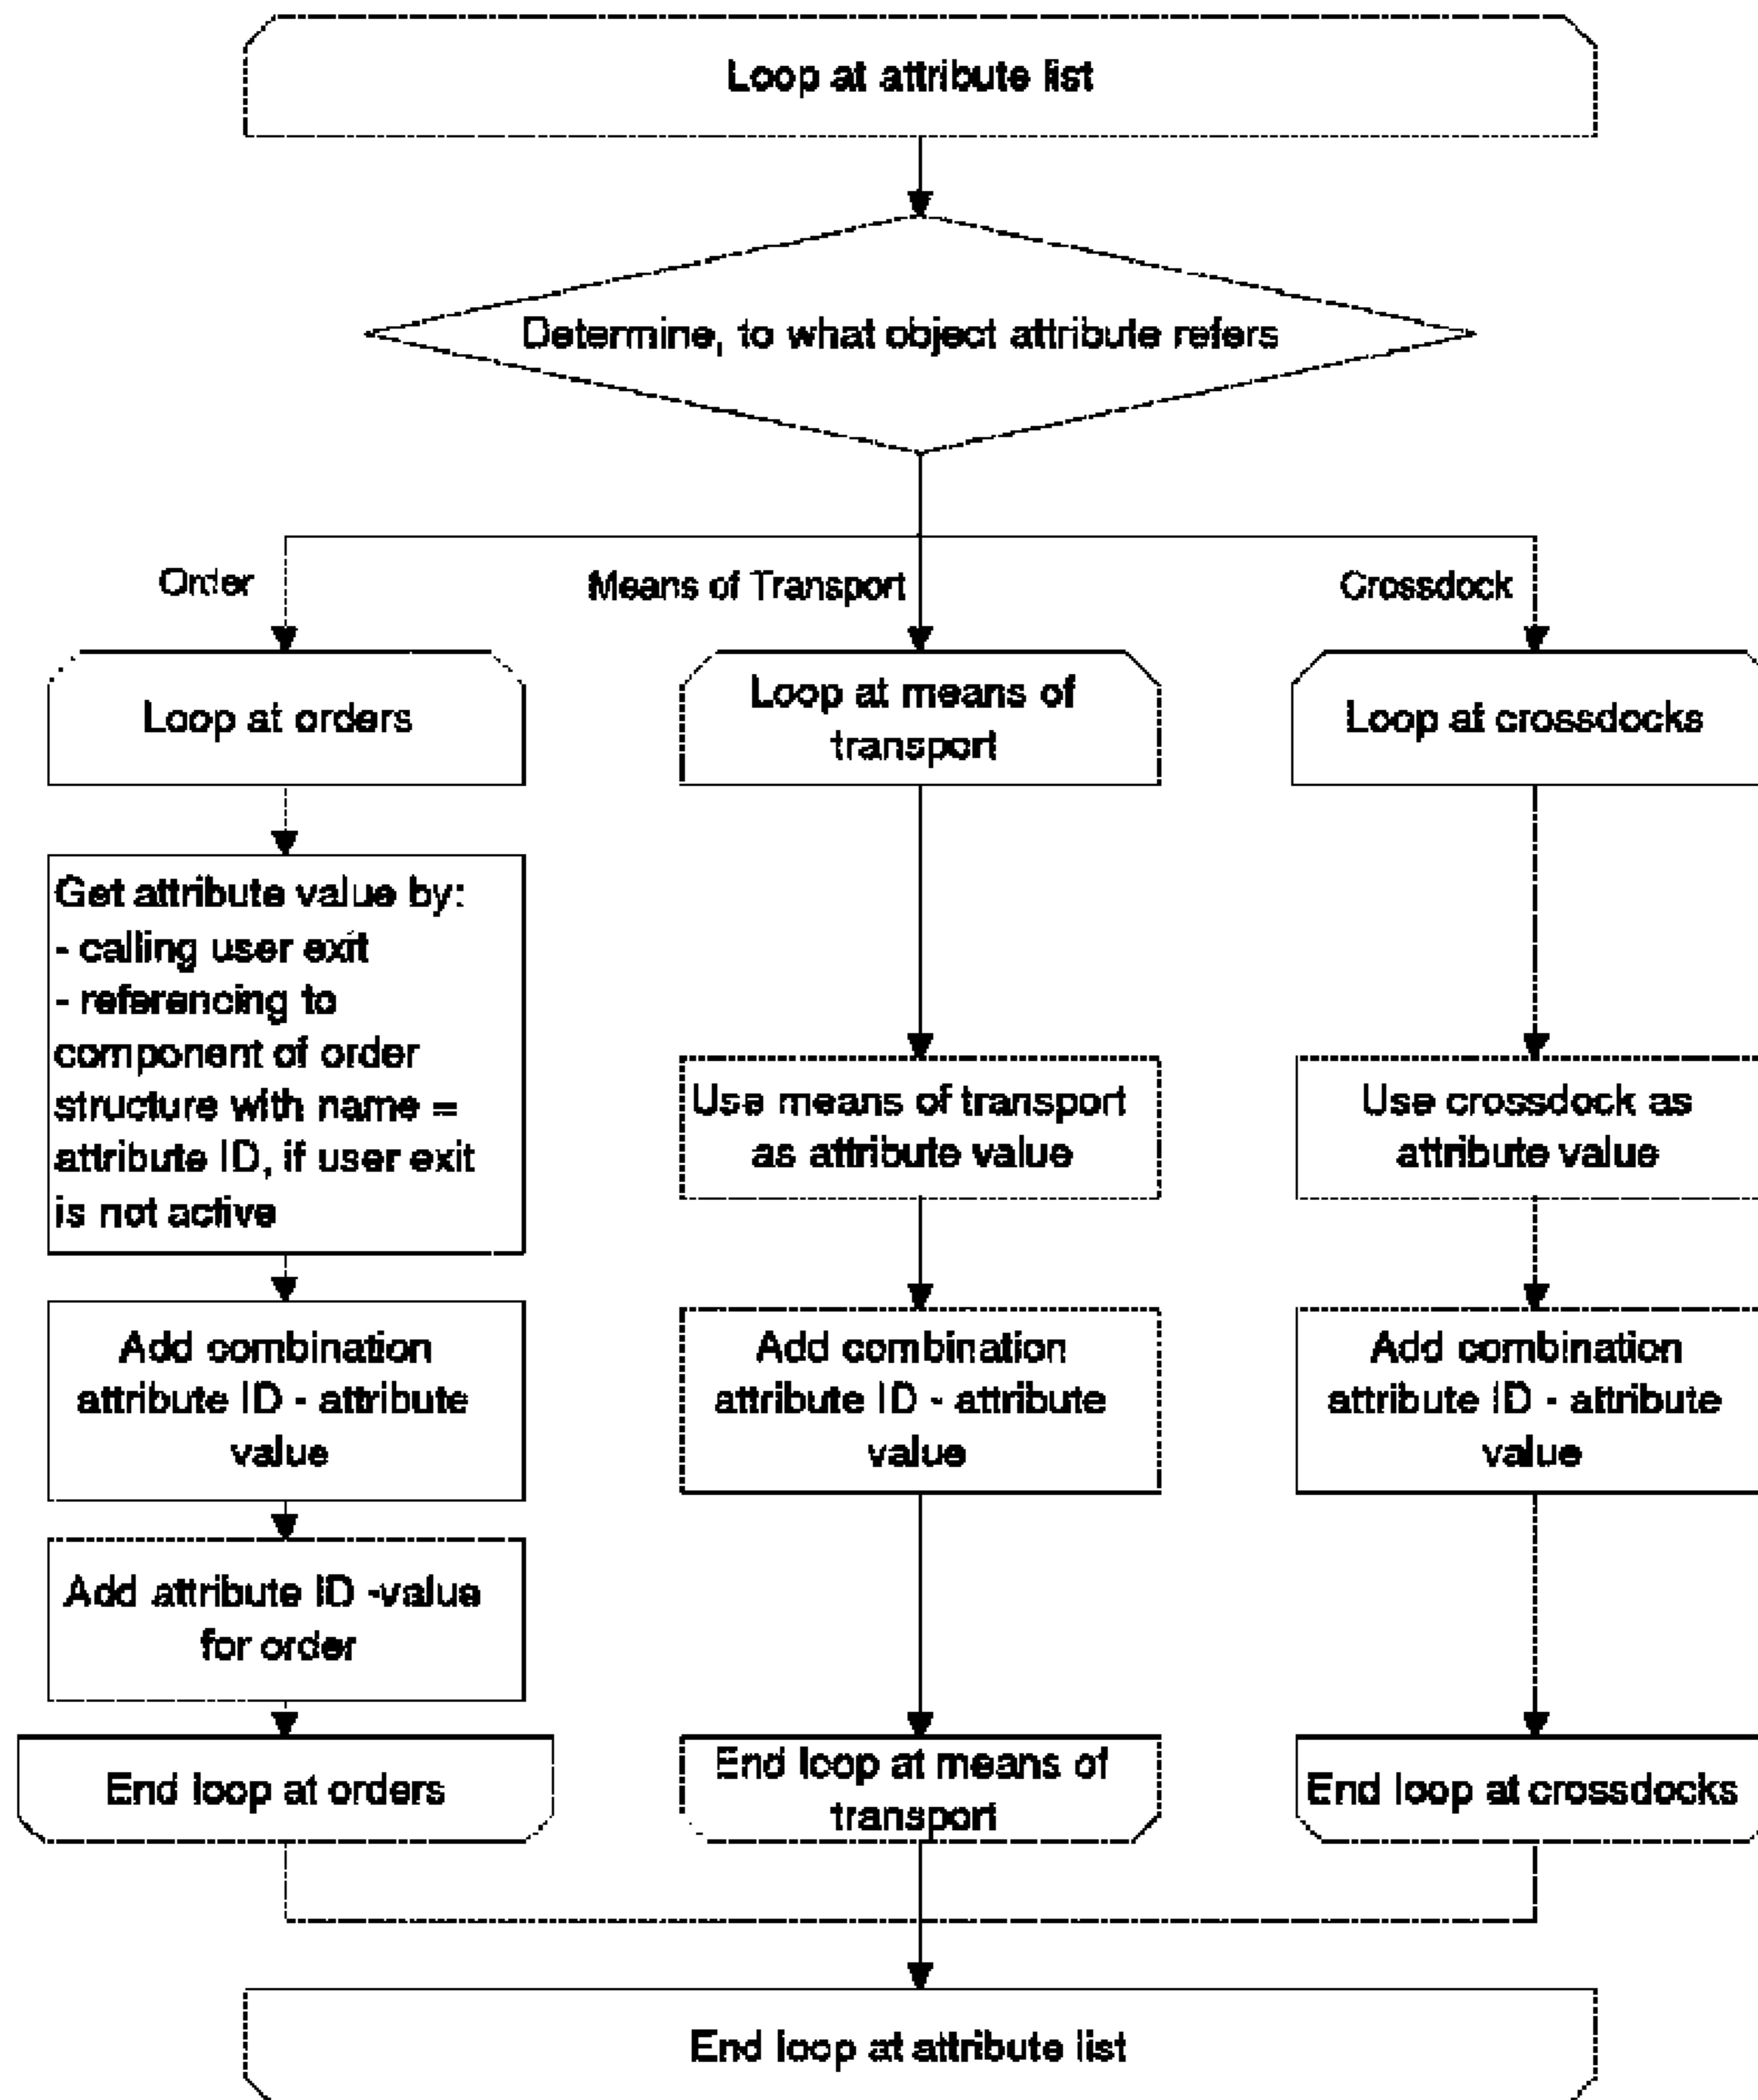 Loop at attribute list
Determine, to what object attribute refers
Order
Means of Transport
Crossdock
Loop at orders
Loop at means of
transport
Loop at crossdocks
Get attribute value by:
- calling user exit
- referencing to
component of order
structure with name =
attribute ID, if user exit
is not active
Use means of transport
as attribute value
Use crossdock as
attribute value
Add combination
attribute ID - attribute
value
Add combination
attribute ID - attribute
value
Add combination
attribute ID - attribute
value
Add attribute ID -value
for order
End loop at orders
End loop at means of
transport
End loop at crossdocks
End loop at attribute list